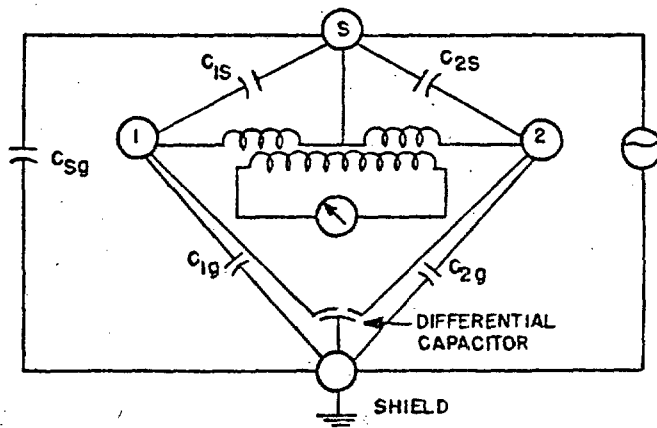 S
C1S
C2S
1
2
CSg
C1g
C2g
DIFFERENTIAL
CAPACITOR
SHIELD